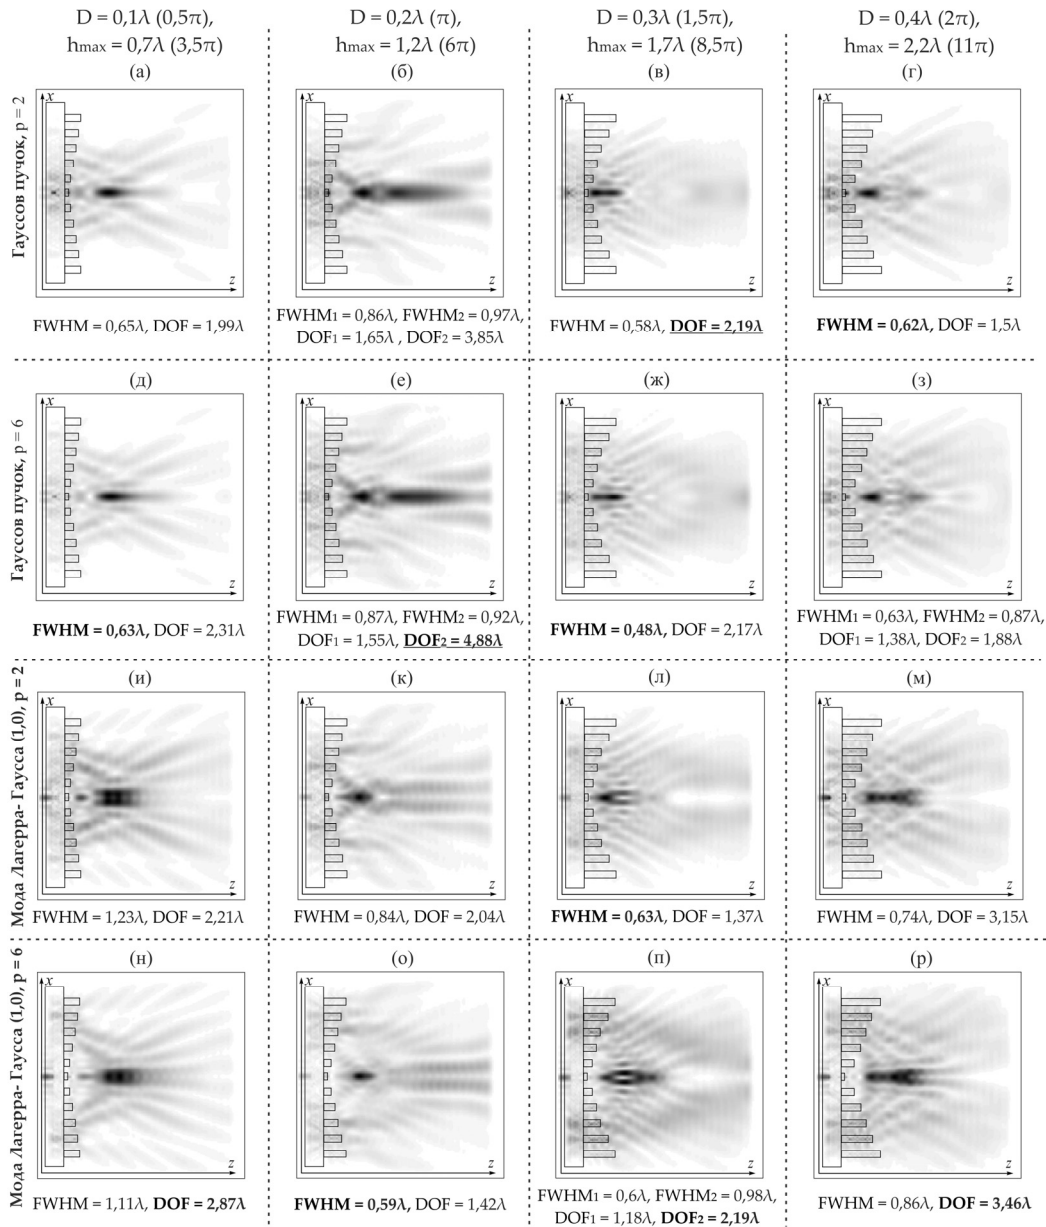 D = 0,1λ (0,5π),
hmax = 0,7λ (3,5π)
D = 0,2λ (π),
hmax = 1,2λ (6π)
D = 0,3λ (1,5π),
hmax = 1,7λ (8,5π)
D = 0,4λ (2π),
hmax = 2,2λ (11π)
Гауссов пучок, p = 2
(а)
x
z
FWHM = 0,65λ, DOF = 1,99λ
(б)
x
z
FWHM1 = 0,86λ, FWHM2 = 0,97λ,
DOF1 = 1,65λ , DOF2 = 3,85λ
(в)
x
z
FWHM = 0,58λ, DOF = 2,19λ
(г)
x
z
FWHM = 0,62λ, DOF = 1,5λ
Гауссов пучок, p = 6
(д)
x
z
FWHM = 0,63λ, DOF = 2,31λ
(е)
x
z
FWHM1 = 0,87λ, FWHM2 = 0,92λ,
DOF1 = 1,55λ, DOF2 = 4,88λ
(ж)
x
z
FWHM = 0,48λ, DOF = 2,17λ
(з)
x
z
FWHM1 = 0,63λ, FWHM2 = 0,87λ,
DOF1 = 1,38λ, DOF2 = 1,88λ
Мода Лагерра- Гаусса (1,0), p = 2
(и)
x
z
FWHM = 1,23λ, DOF = 2,21λ
(к)
x
z
FWHM = 0,84λ, DOF = 2,04λ
(л)
x
z
FWHM = 0,63λ, DOF = 1,37λ
(м)
x
z
FWHM = 0,74λ, DOF = 3,15λ
Мода Лагерра- Гаусса (1,0), p = 6
(н)
x
z
FWHM = 1,11λ, DOF = 2,87λ
(о)
x
z
FWHM = 0,59λ, DOF = 1,42λ
(п)
x
z
FWHM1 = 0,6λ, FWHM2 = 0,98λ,
DOF1 = 1,18λ, DOF2 = 2,19λ
(р)
x
z
FWHM = 0,86λ, DOF = 3,46λ